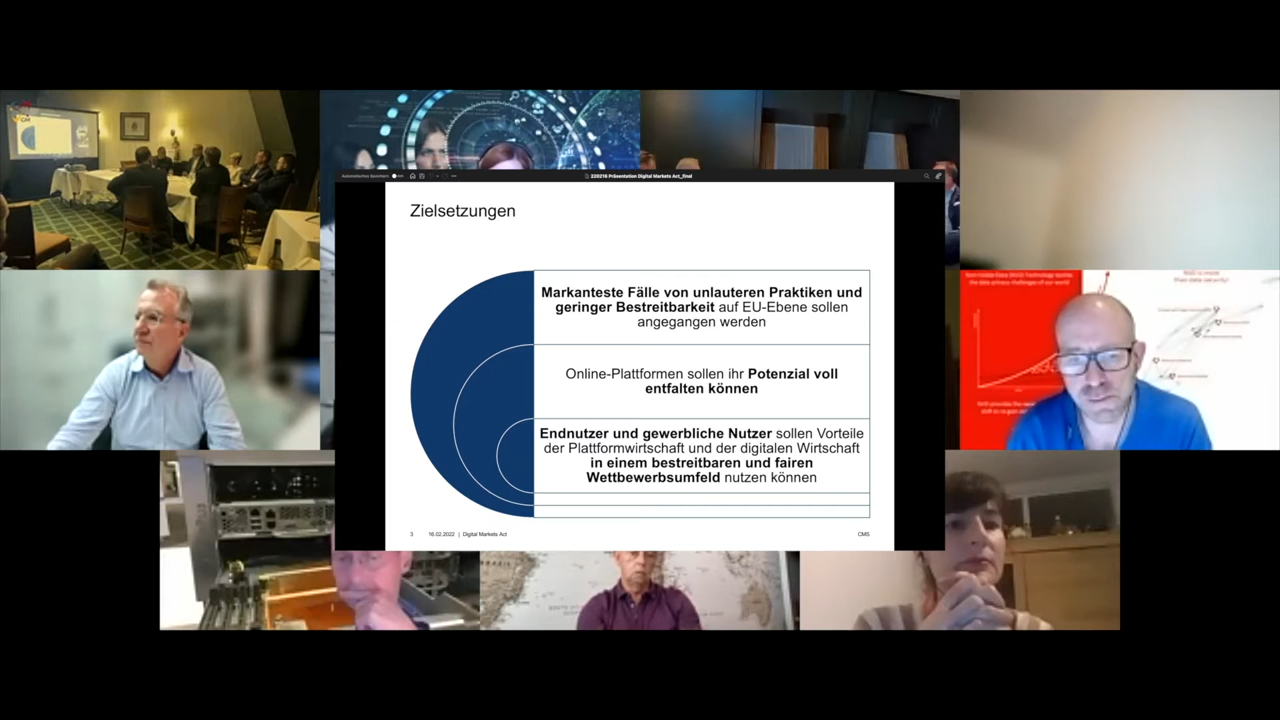 Automatisches Speichern
220216 Präsentation Digital Markets Act_final
Zielsetzungen
Markanteste Fälle von unlauteren Praktiken und
geringer Bestreitbarkeit auf EU-Ebene sollen
angegangen werden
Online-Plattformen sollen ihr Potenzial voll
entfalten können
Endnutzer und gewerbliche Nutzer sollen Vorteile
der Plattformwirtschaft und der digitalen Wirtschaft
in einem bestreitbaren und fairen
Wettbewerbsumfeld nutzen können
3 16.02.2022 | Digital Markets Act
CMS